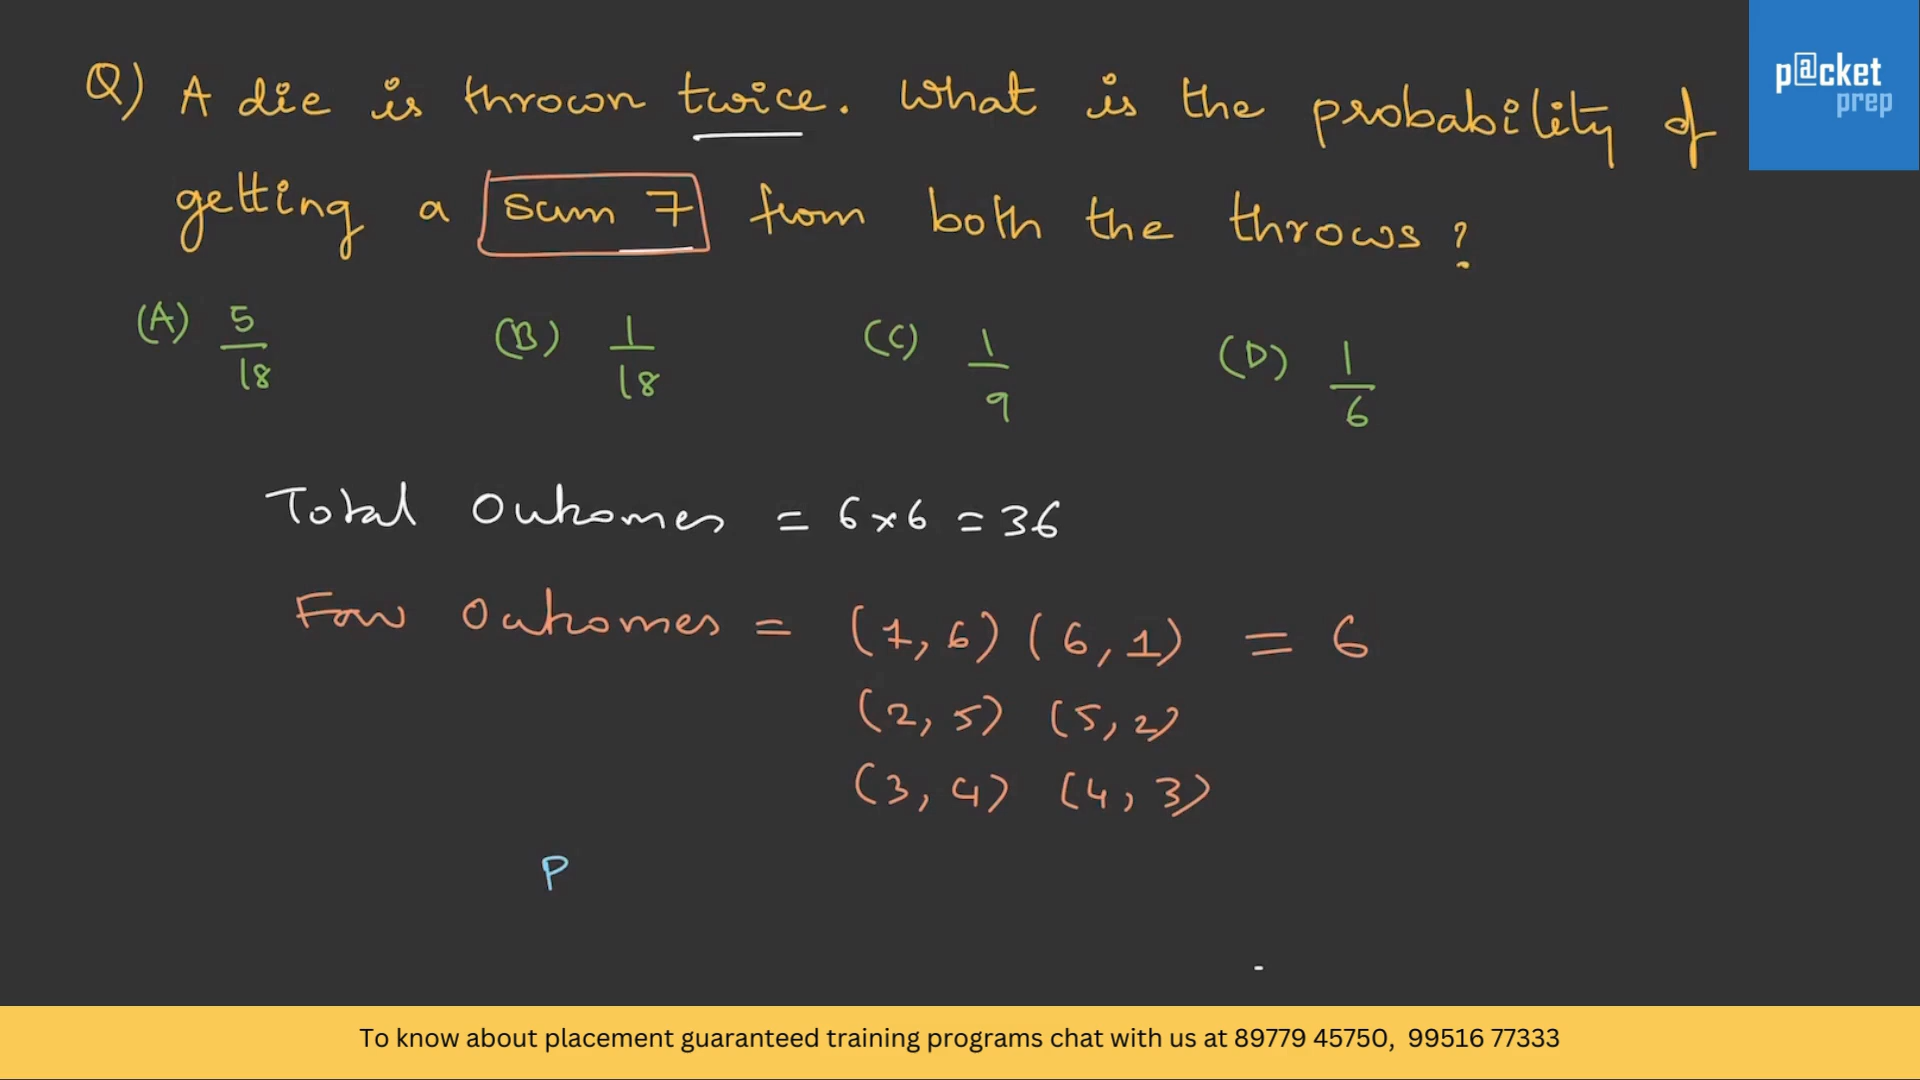 p@cket
prep
Q) A die is thrown twice. What is the probability of
getting a sum 7 from both the throws?
(A) 5/18 (B) 1/18 (C) 1/9 (D) 1/6
Total Outcomes = 6x6 = 36
Fav Outcomes = (1,6) (6,1) = 6
(2,5) (5,2)
(3,4) (4,3)
P
To know about placement guaranteed training programs chat with us at 89779 45750, 99516 77333